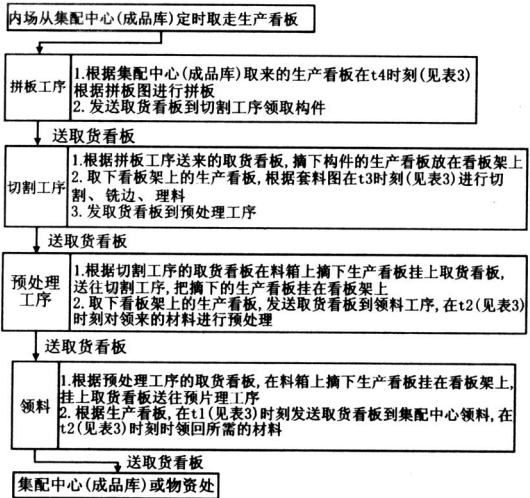 内场从集配中心(成品库)定时取走生产看板
拼板工序
1.根据集配中心(成品库)取来的生产看板在t4时刻(见表3)
根据拼板图进行拼板
2.发送取货看板到切割工序领取构件
送取货看板
切割工序
1.根据拼板工序送来的取货看板,摘下构件的生产看板放在看板架上
2.取下看板架上的生产看板,根据套料图在t3时刻(见表3)进行切
割、铣边、理料
3.发取货看板到预处理工序
送取货看板
预处理
工序
1.根据切割工序的取货看板在料箱上摘下生产看板挂上取货看板,
送往切割工序,把摘下的生产看板挂在看板架上
2.取下看板架上的生产看板,发送取货看板到领料工序,在t2(见表3)
时刻对领来的材料进行预处理
送取货看板
领料
1.根据预处理工序的取货看板,在料箱上摘下生产看板挂在看板架上,
挂上取货看板送往预片理工序
2.根据生产看板,在t1(见表3)时刻发送取货看板到集配中心领料,在
t2(见表3)时刻时领回所需的材料
送取货看板
集配中心(成品库)或物资处